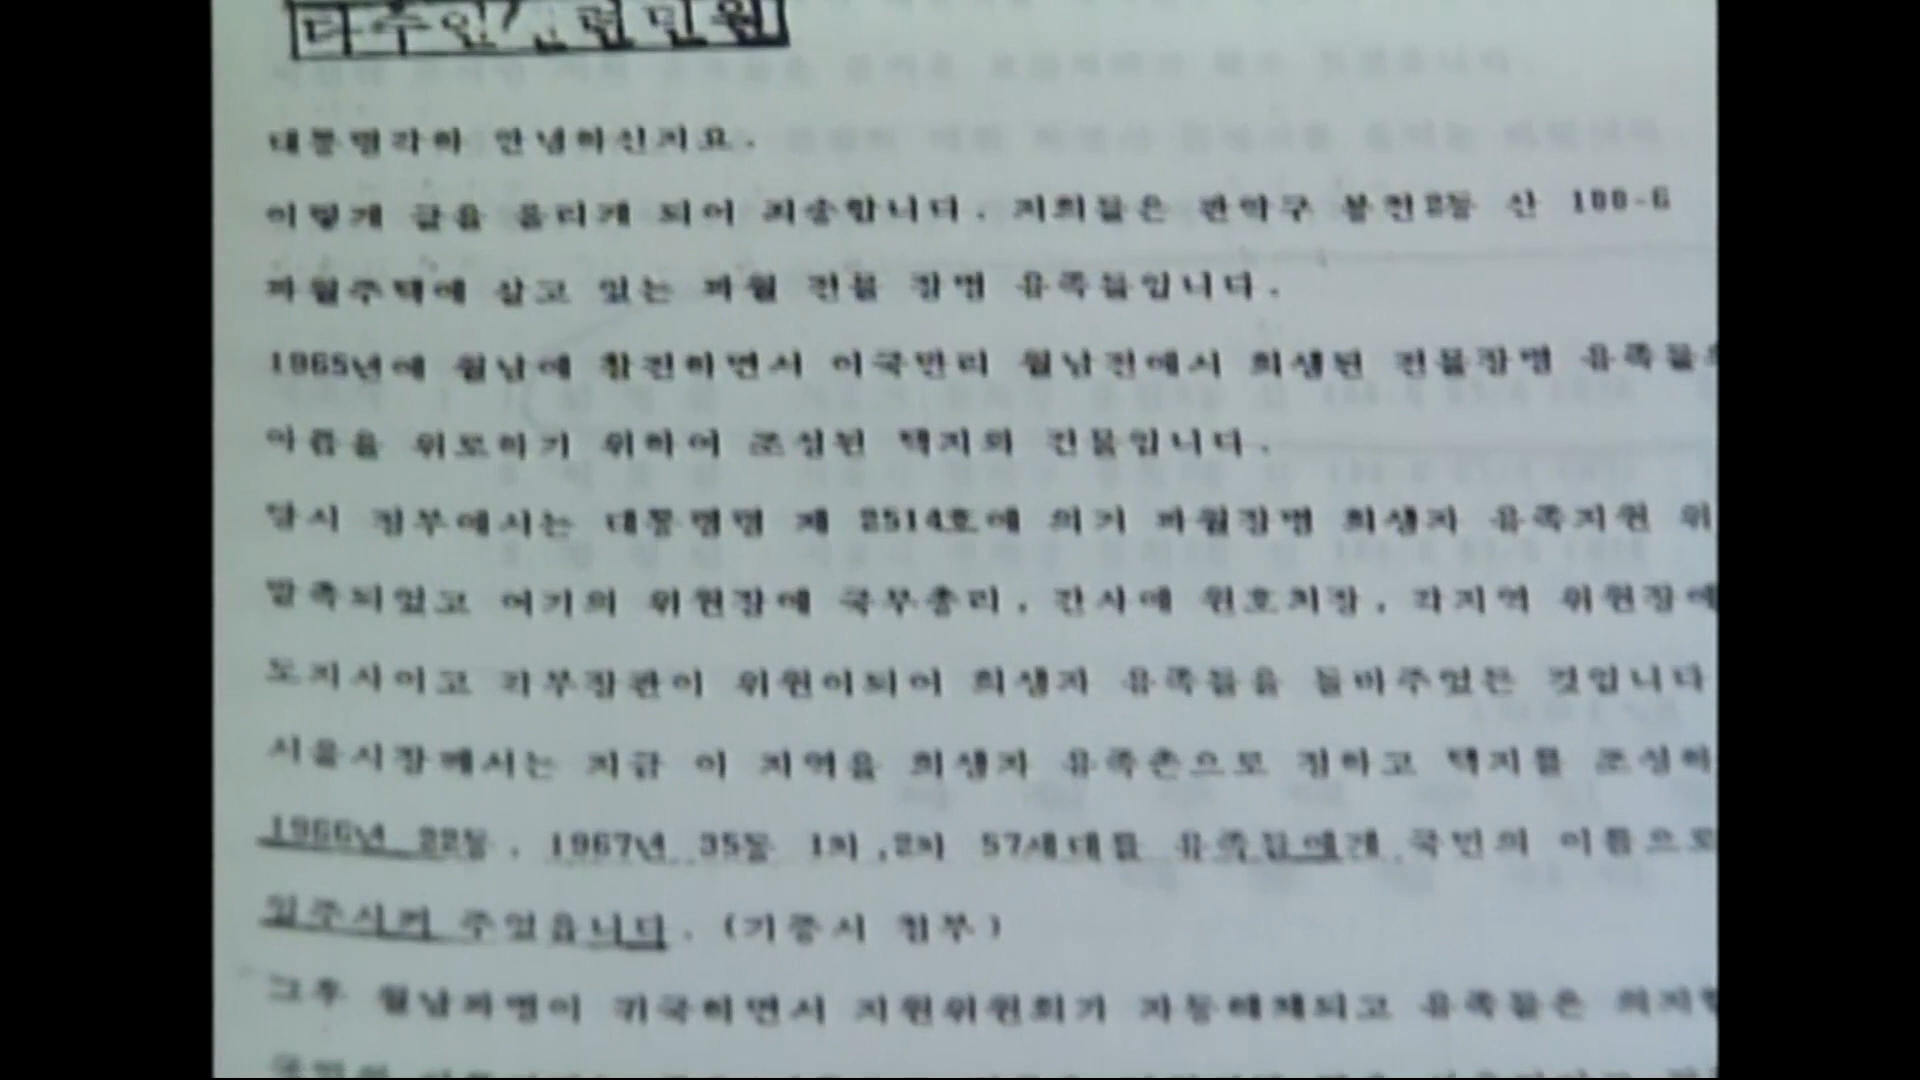 다수인 관련민원
대통령각하 안녕하신지요.
이렇게 글을 올리게 되어 죄송합니다. 저희들은 관악구 봉천2동 산 100-6
파월주택에 살고 있는 파월 전몰 장병 유족들입니다.
1965년에 월남에 참전하면서 이국만리 월남전에서 희생된 전몰장병 유족들의
아픔을 위로하기 위하여 조성된 택지와 건물입니다.
당시 정부에서는 대통령령 제 2514호에 의거 파월장병 희생자 유족지원 위
발족되었고 여기의 위원장에 국무총리, 간사에 원호처장, 각지역 위원장에
도지사이고 각부장관이 위원이되어 희생자 유족들을 돌봐주었든 것입니다
서울시장께서는 지금 이 지역을 희생자 유족촌으로 정하고 택지를 조성하
1966년 22동, 1967년 35동 1차,2차 57세대를 유족들에게 국민의 이름으로
입주시켜 주었읍니다. (기증서 첨부)
그후 월남파병이 귀국하면서 지원위원회가 자동해체되고 유족들은 의지할